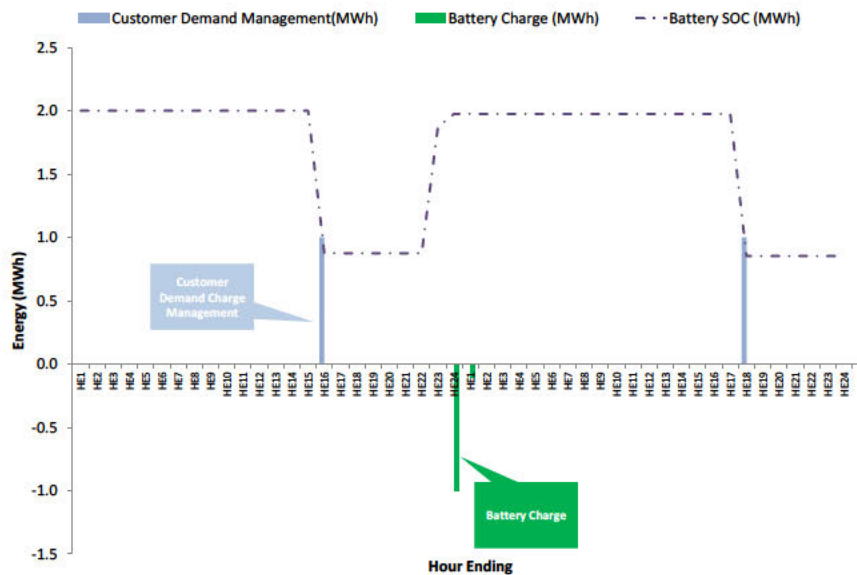 Customer Demand Management(MWh) Battery Charge (MWh) Battery SOC (MWh)
2.5
2.0
1.5
1.0
0.5
0.0
-0.5
-1.0
-1.5
Energy (MWh)
Customer
Demand Charge
Management
HE1 HE2 HE3 HE4 HE5 HE6 HE7 HE8 HE9 HE10 HE11 HE12 HE13 HE14 HE15 HE16 HE17 HE18 HE19 HE20 HE21 HE22 HE23 HE24 HE1 HE2 HE3 HE4 HE5 HE6 HE7 HE8 HE9 HE10 HE11 HE12 HE13 HE14 HE15 HE16 HE17 HE18 HE19 HE20 HE21 HE22 HE23 HE24
Battery Charge
Hour Ending